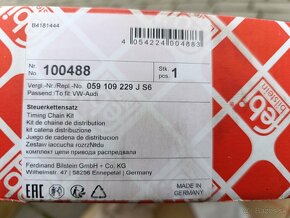 B4181444
4 054224 004883
Nr.
No. 100488
Stk
pcs. 1
Vergl.-Nr./Repl.-No. 059 109 229 J S6
Passend/To fit VW-Audi
Steuerkettensatz
Timing Chain Kit
Kit de chaîne de distribution
kit catena distribuzione
Juego de cadena de distribución
Zestaw łańcucha rozrządu
комплект цепи привода распредвала
Ferdinand Bilstein GmbH + Co. KG
Wilhelmstr. 47 | 58256 Ennepetal | Germany
EAC
febi
bilstein